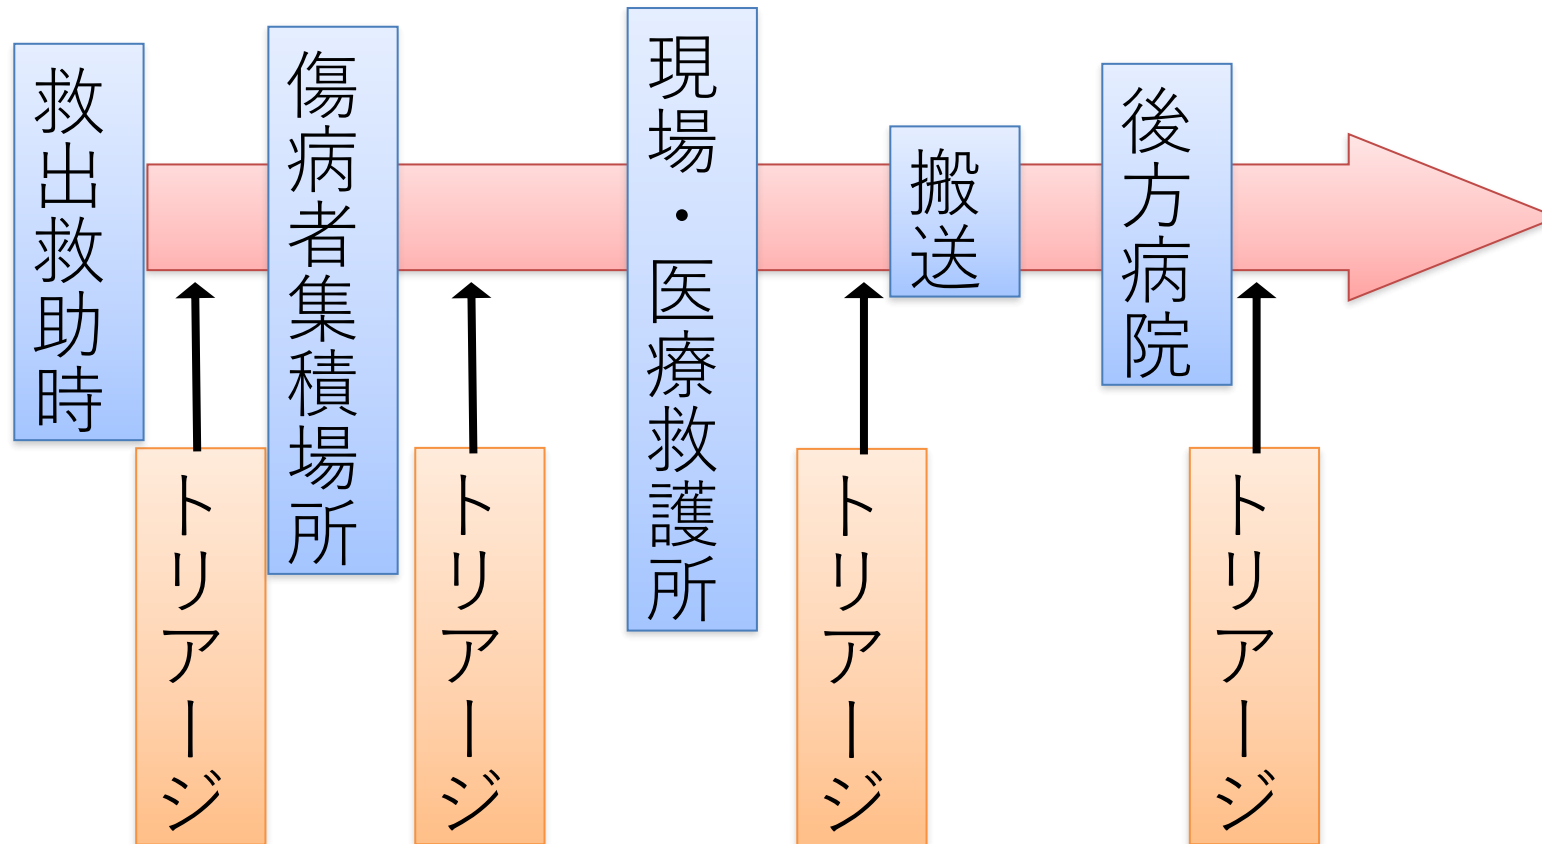 救出救助時
傷病者集積場所
現場・医療救護所
搬送
後方病院
トリアージ
トリアージ
トリアージ
トリアージ